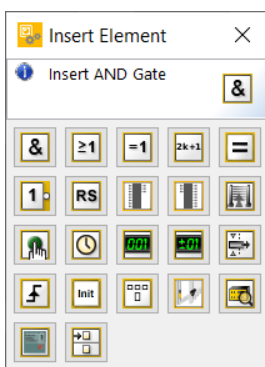 Insert Element
Insert AND Gate
&
& ≥1 =1 2k+1 =
1 RS
001 ±01
Init